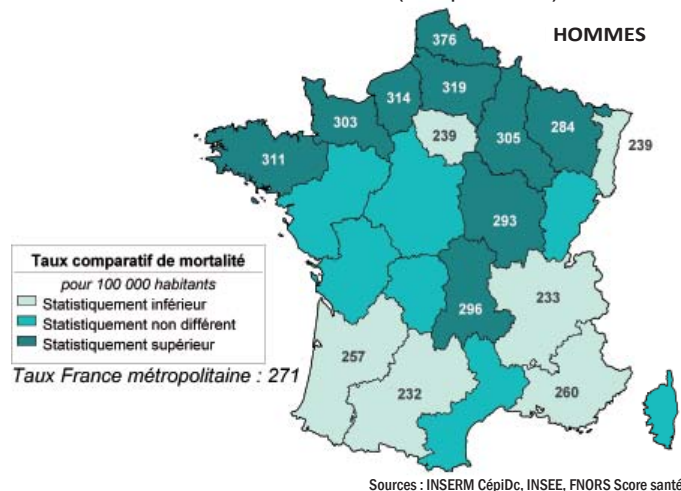 HOMMES
376
319
314
303
239
305
284
239
311
293
Taux comparatif de mortalité
pour 100 000 habitants
Statistiquement inférieur
Statistiquement non différent
Statistiquement supérieur
296
233
257
Taux France métropolitaine : 271
232
260
Sources : INSERM CépiDc, INSEE, FNORS Score santé